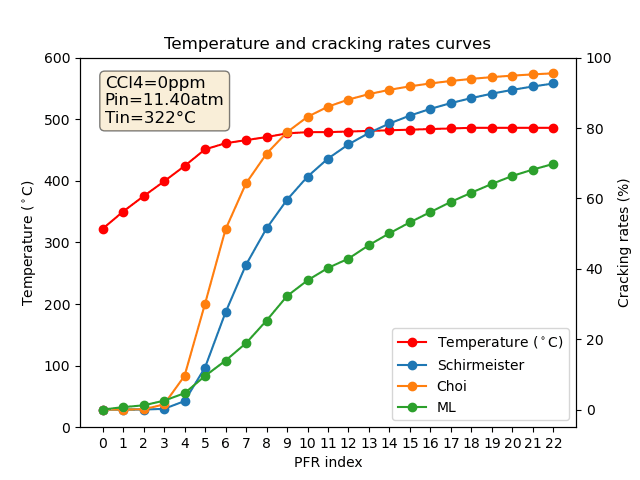 Temperature and cracking rates curves
CCl4=0ppm
Pin=11.40atm
Tin=322°C
Temperature (°C)
600
500
400
300
200
100
0
100
80
60
40
20
0
Cracking rates (%)
Temperature (°C)
Schirmeister
Choi
ML
0 1 2 3 4 5 6 7 8 9 10 11 12 13 14 15 16 17 18 19 20 21 22
PFR index